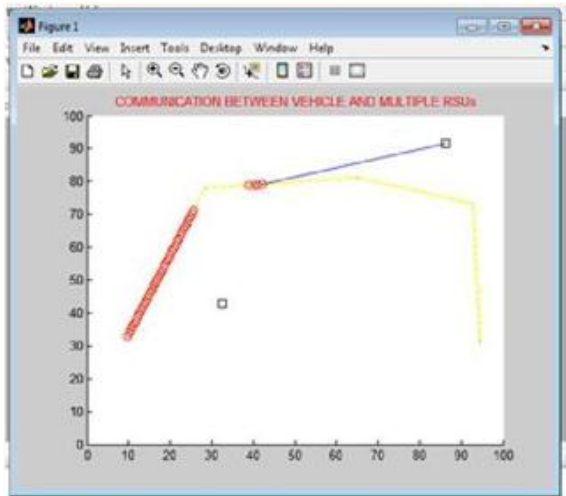 Figure 1
File Edit View Insert Tools Desktop Window Help
COMMUNICATION BETWEEN VEHICLE AND MULTIPLE RSUs
100
90
80
70
60
50
40
30
20
10
0
0 10 20 30 40 50 60 70 80 90 100